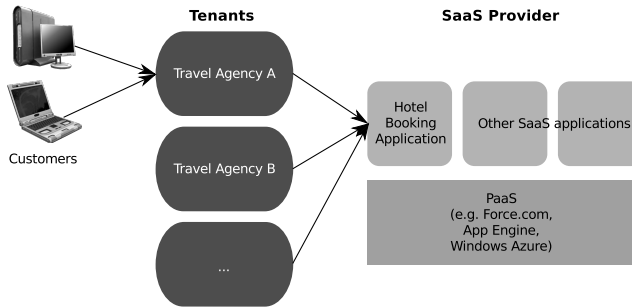 Tenants
SaaS Provider
Travel Agency A
Customers
Travel Agency B
...
Hotel
Booking
Application
Other SaaS applications
PaaS
(e.g. Force.com,
App Engine,
Windows Azure)